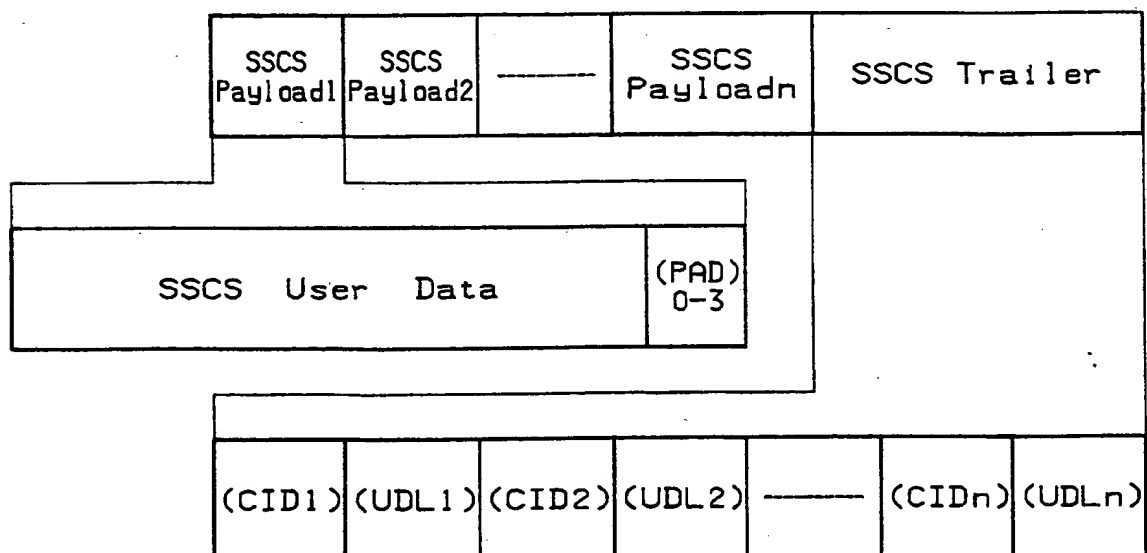 SSCS Payload1 SSCS Payload2 SSCS Payloadn SSCS Trailer
SSCS User Data (PAD) 0-3
(CID1) (UDL1) (CID2) (UDL2) (CIDn) (UDLn)